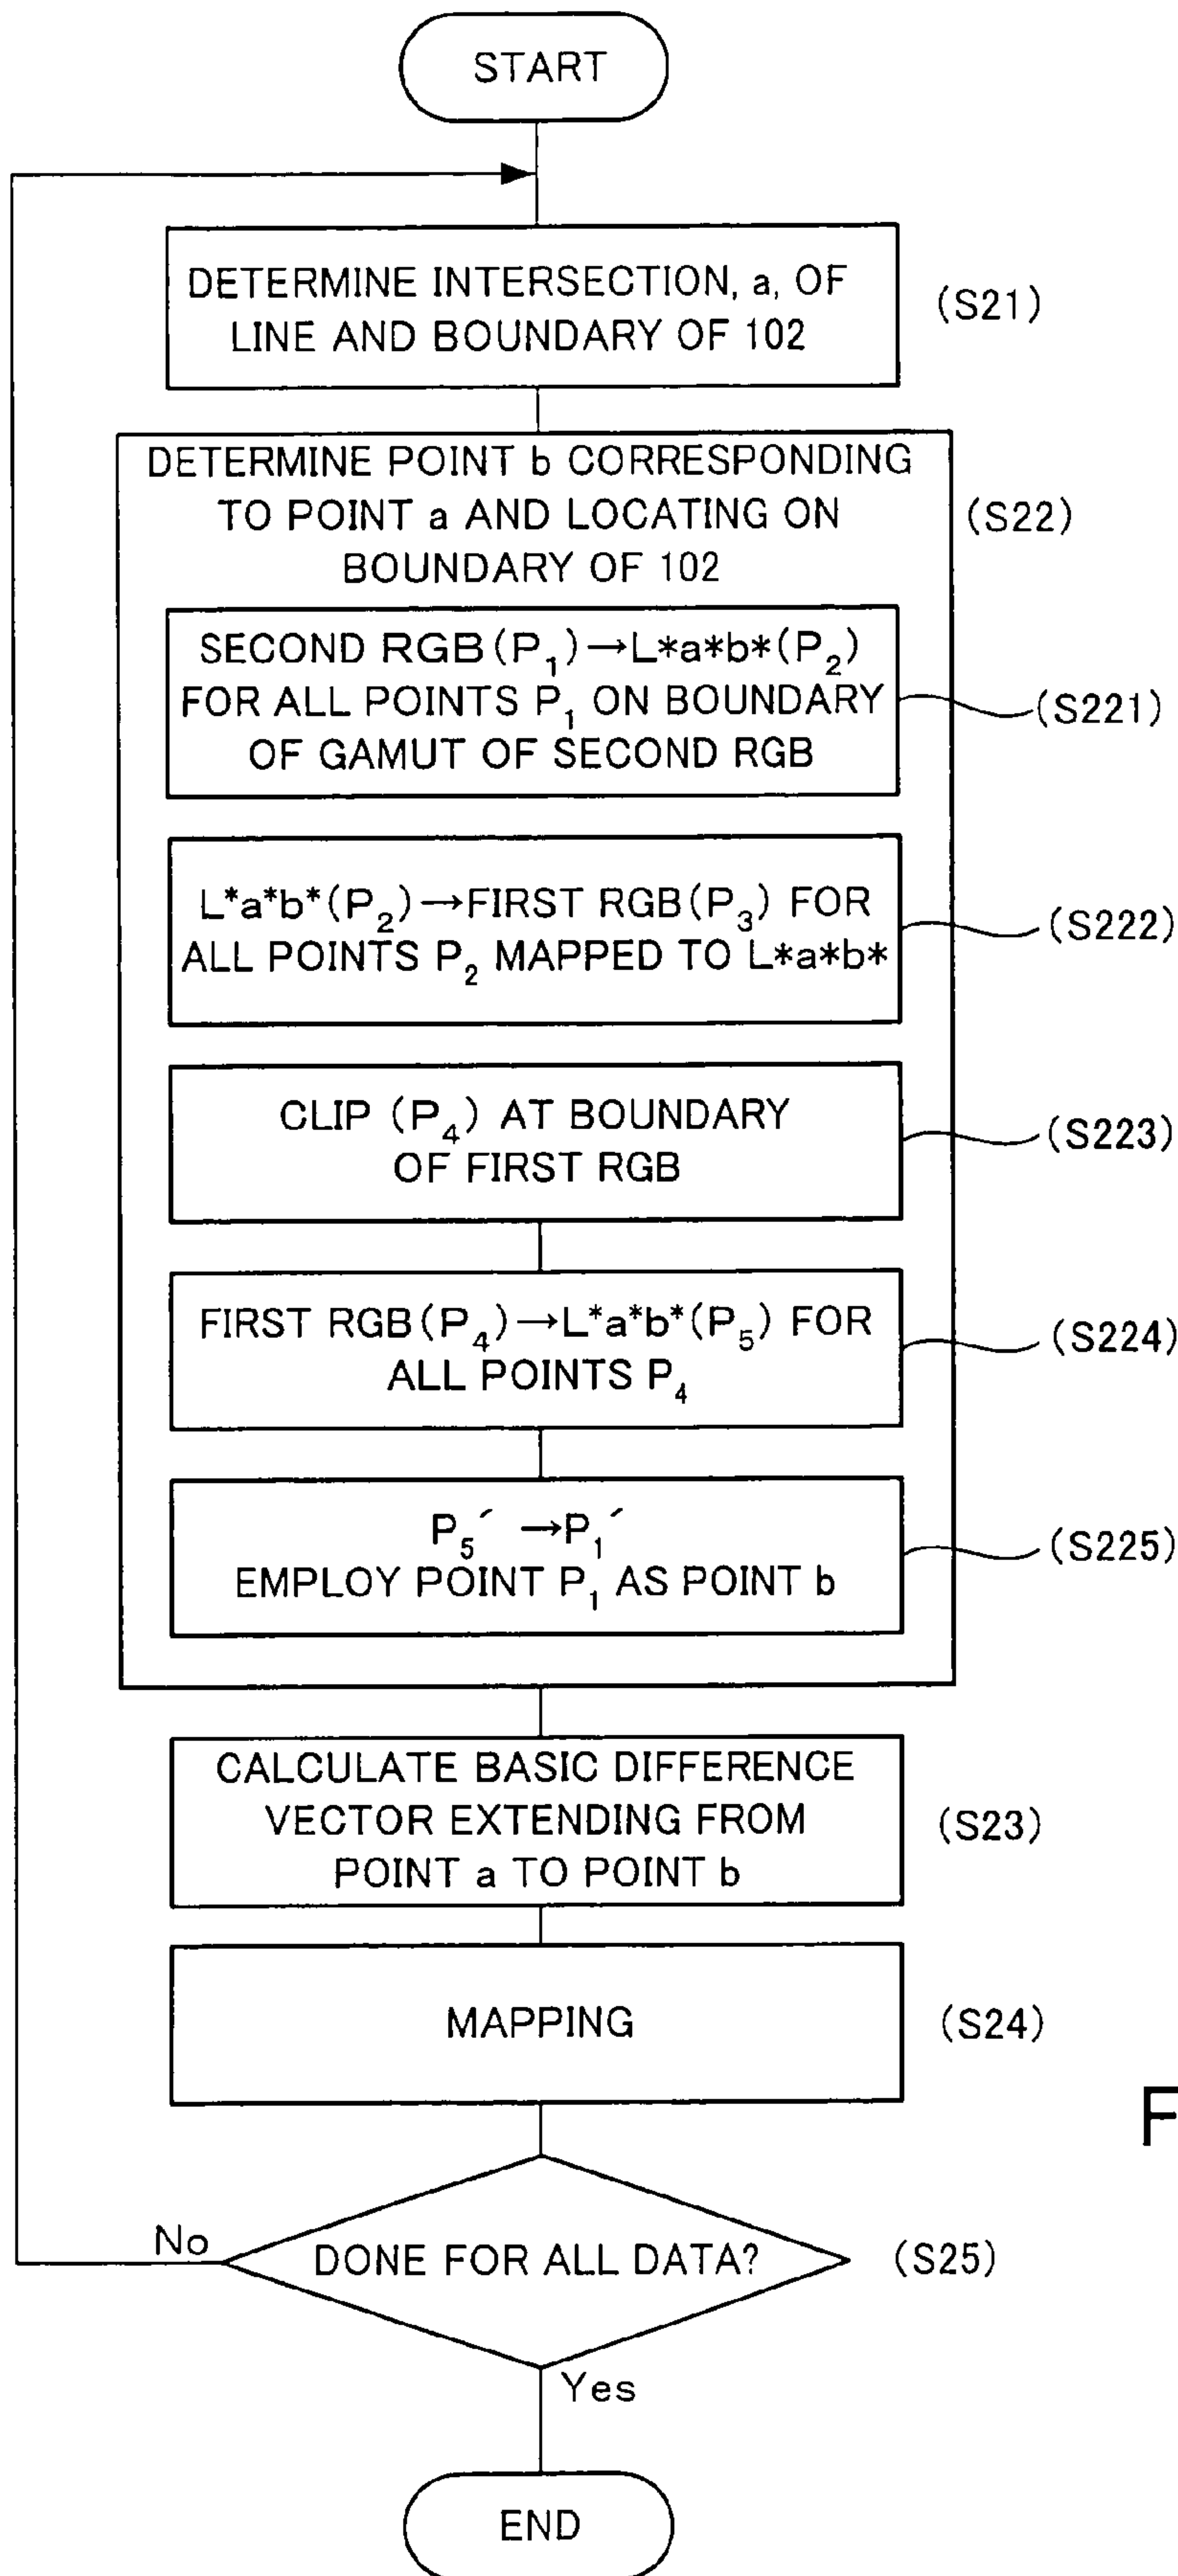 START
DETERMINE INTERSECTION, a, OF
LINE AND BOUNDARY OF 102
(S21)
DETERMINE POINT b CORRESPONDING
TO POINT a AND LOCATING ON
BOUNDARY OF 102
(S22)
SECOND RGB(P₁)→L*a*b*(P₂)
FOR ALL POINTS P₁ ON BOUNDARY
OF GAMUT OF SECOND RGB
(S221)
L*a*b*(P₂)→FIRST RGB(P₃) FOR
ALL POINTS P₂ MAPPED TO L*a*b*
(S222)
CLIP (P₄) AT BOUNDARY
OF FIRST RGB
(S223)
FIRST RGB(P₄)→L*a*b*(P₅) FOR
ALL POINTS P₄
(S224)
P₅´ →P₁´
EMPLOY POINT P₁ AS POINT b
(S225)
CALCULATE BASIC DIFFERENCE
VECTOR EXTENDING FROM
POINT a TO POINT b
(S23)
MAPPING
(S24)
F
DONE FOR ALL DATA?
(S25)
No
Yes
END